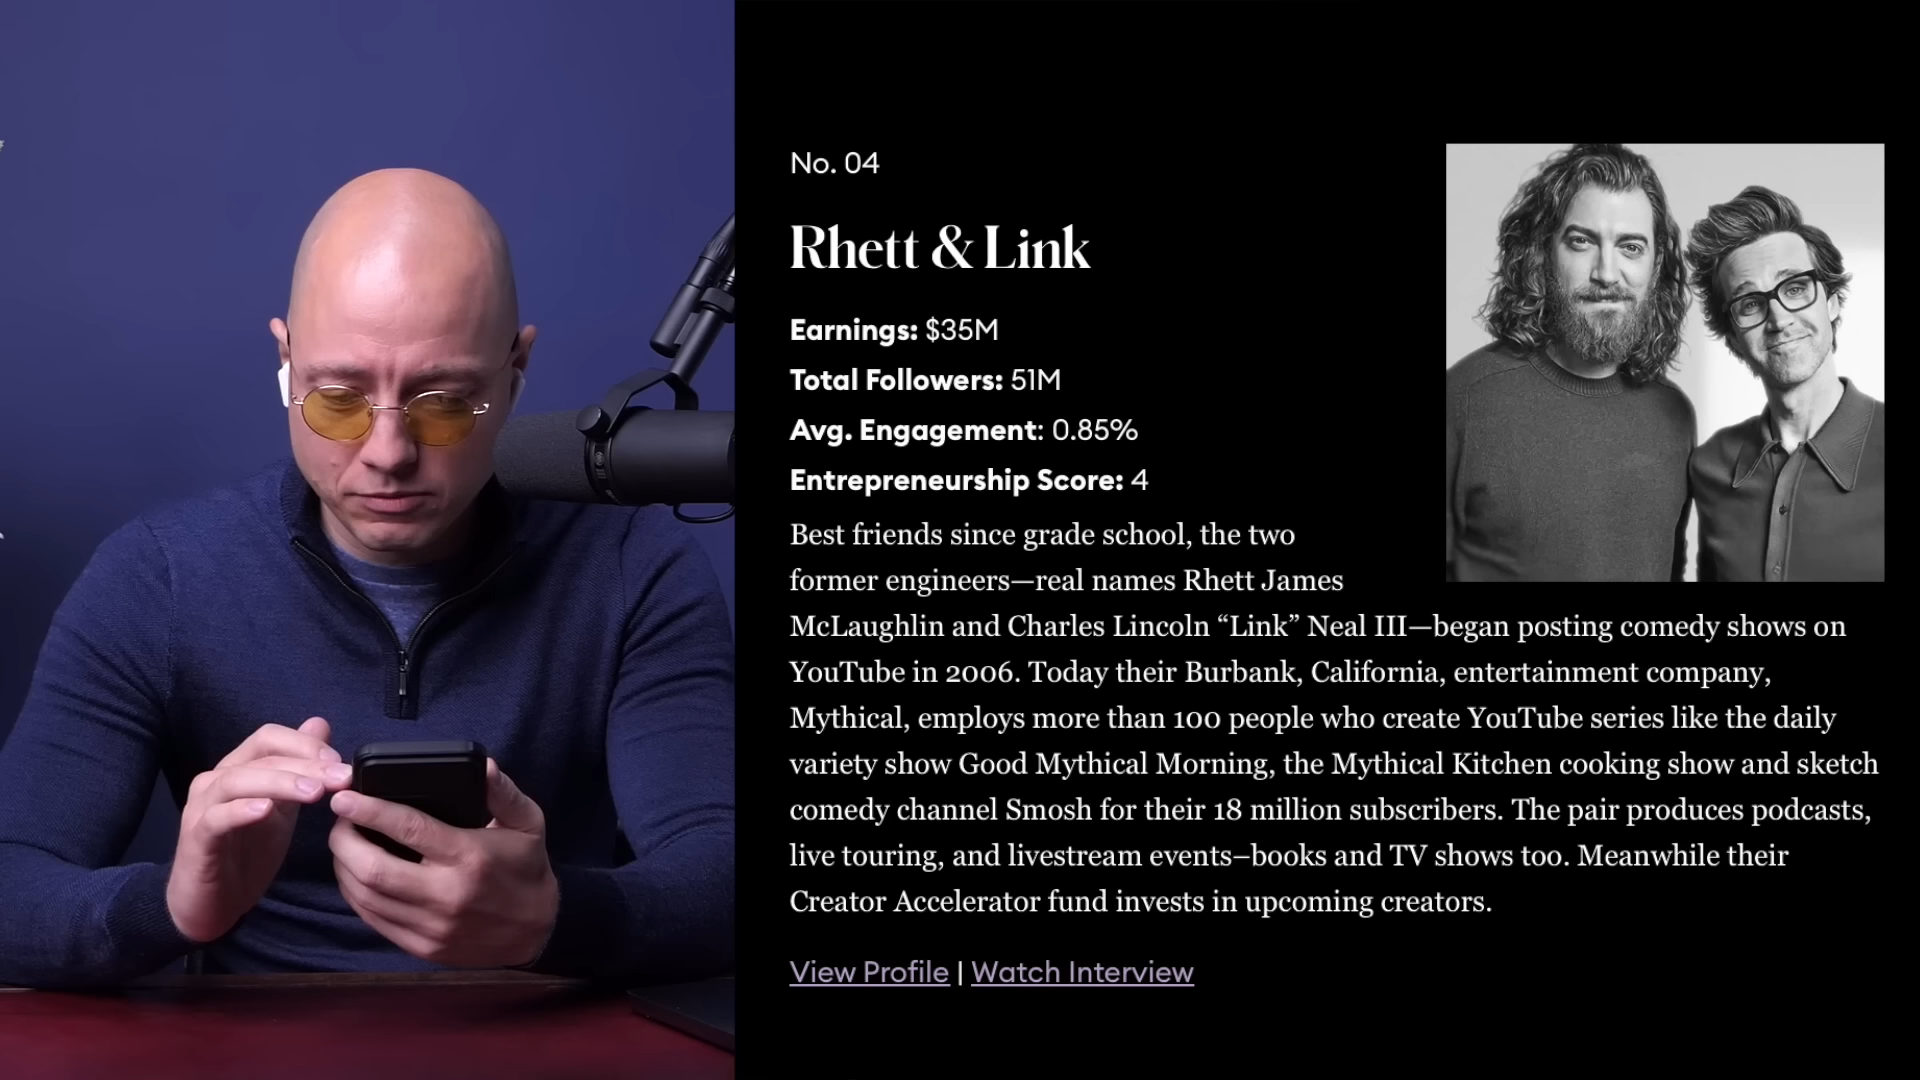 No. 04
Rhett & Link
Earnings: $35M
Total Followers: 51M
Avg. Engagement: 0.85%
Entrepreneurship Score: 4
Best friends since grade school, the two
former engineers—real names Rhett James
McLaughlin and Charles Lincoln “Link” Neal III—began posting comedy shows on
YouTube in 2006. Today their Burbank, California, entertainment company,
Mythical, employs more than 100 people who create YouTube series like the daily
variety show Good Mythical Morning, the Mythical Kitchen cooking show and sketch
comedy channel Smosh for their 18 million subscribers. The pair produces podcasts,
live touring, and livestream events–books and TV shows too. Meanwhile their
Creator Accelerator fund invests in upcoming creators.
View Profile | Watch Interview